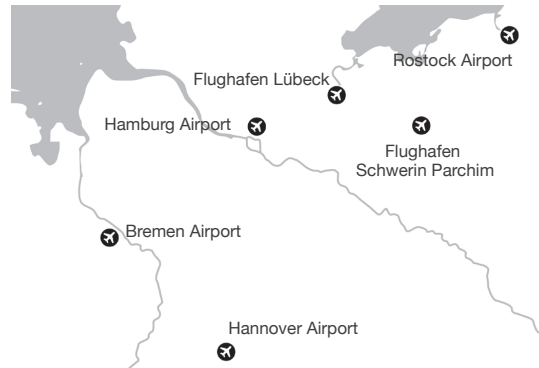 Rostock Airport
Flughafen Lübeck
Hamburg Airport
Flughafen
Schwerin Parchim
Bremen Airport
Hannover Airport